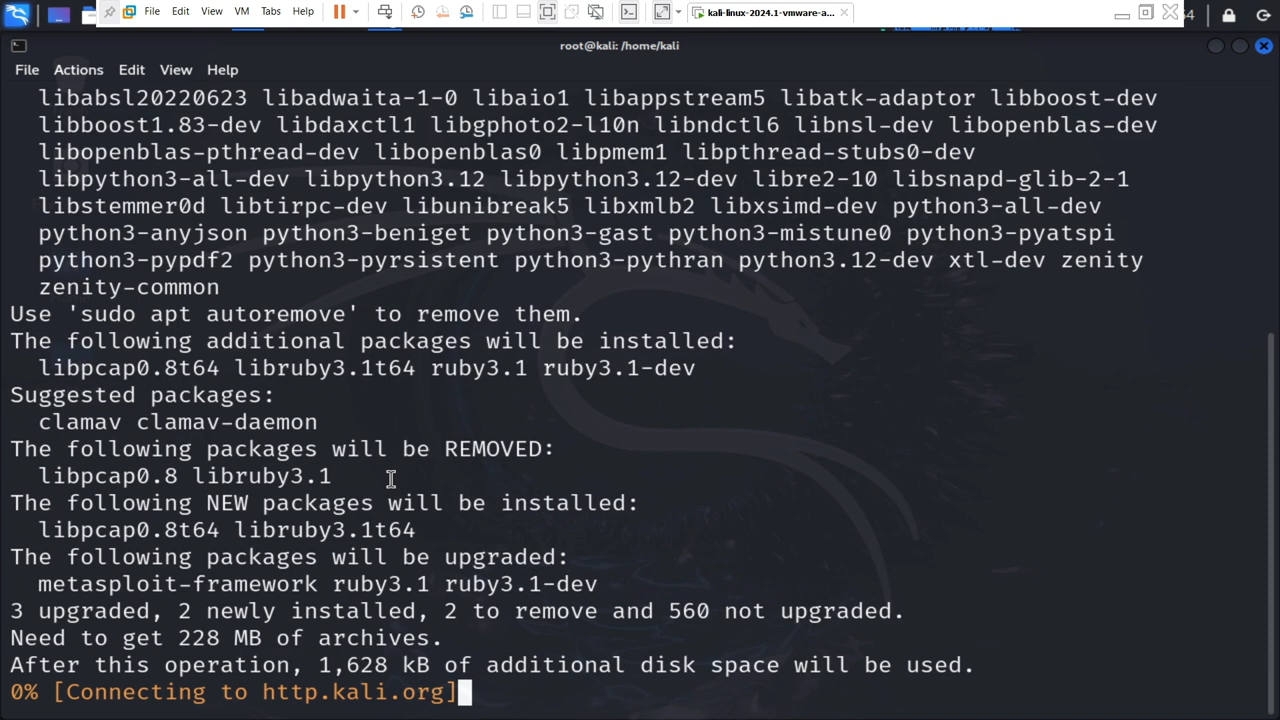 File Edit View VM Tabs Help
kali-linux-2024.1-vmware-a...
root@kali: /home/kali
File Actions Edit View Help
libabsl20220623 libadwaita-1-0 libaio1 libappstream5 libatk-adaptor libboost-dev
libboost1.83-dev libdaxctl1 libgphoto2-l10n libndctl6 libnsl-dev libopenblas-dev
libopenblas-pthread-dev libopenblas0 libpmem1 libpthread-stubs0-dev
libpython3-all-dev libpython3.12 libpython3.12-dev libre2-10 libsnapd-glib-2-1
libstemmer0d libtirpc-dev libunibreak5 libxmlb2 libxsimd-dev python3-all-dev
python3-anyjson python3-beniget python3-gast python3-mistune0 python3-pyatspi
python3-pypdf2 python3-pyrsistent python3-pythran python3.12-dev xtl-dev zenity
zenity-common
Use 'sudo apt autoremove' to remove them.
The following additional packages will be installed:
libpcap0.8t64 libruby3.1t64 ruby3.1 ruby3.1-dev
Suggested packages:
clamav clamav-daemon
The following packages will be REMOVED:
libpcap0.8 libruby3.1
The following NEW packages will be installed:
libpcap0.8t64 libruby3.1t64
The following packages will be upgraded:
metasploit-framework ruby3.1 ruby3.1-dev
3 upgraded, 2 newly installed, 2 to remove and 560 not upgraded.
Need to get 228 MB of archives.
After this operation, 1,628 kB of additional disk space will be used.
0% [Connecting to http.kali.org]